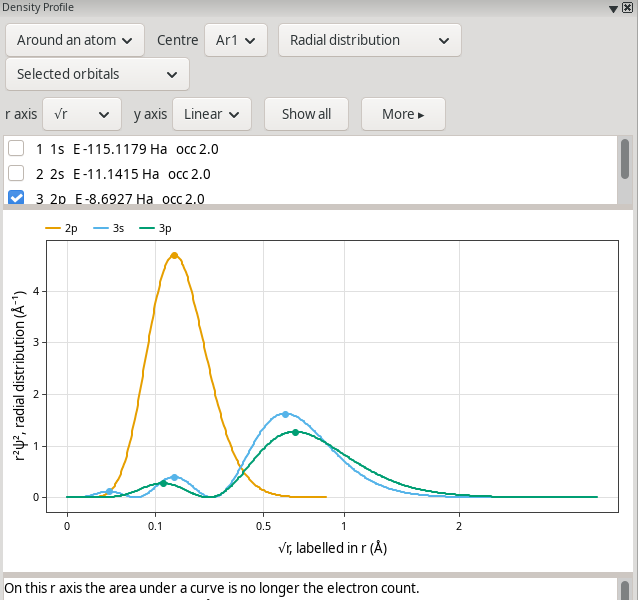 Density Profile
Around an atom Centre Ar1 Radial distribution
Selected orbitals
r axis √r y axis Linear Show all More ▸
1 1s E -115.1179 Ha occ 2.0
2 2s E -11.1415 Ha occ 2.0
3 2p E -8.6927 Ha occ 2.0
2p 3s 3p
r²ψ², radial distribution (Å⁻¹)
4
3
2
1
0
0 0.1 0.5 1 2
√r, labelled in r (Å)
On this r axis the area under a curve is no longer the electron count.